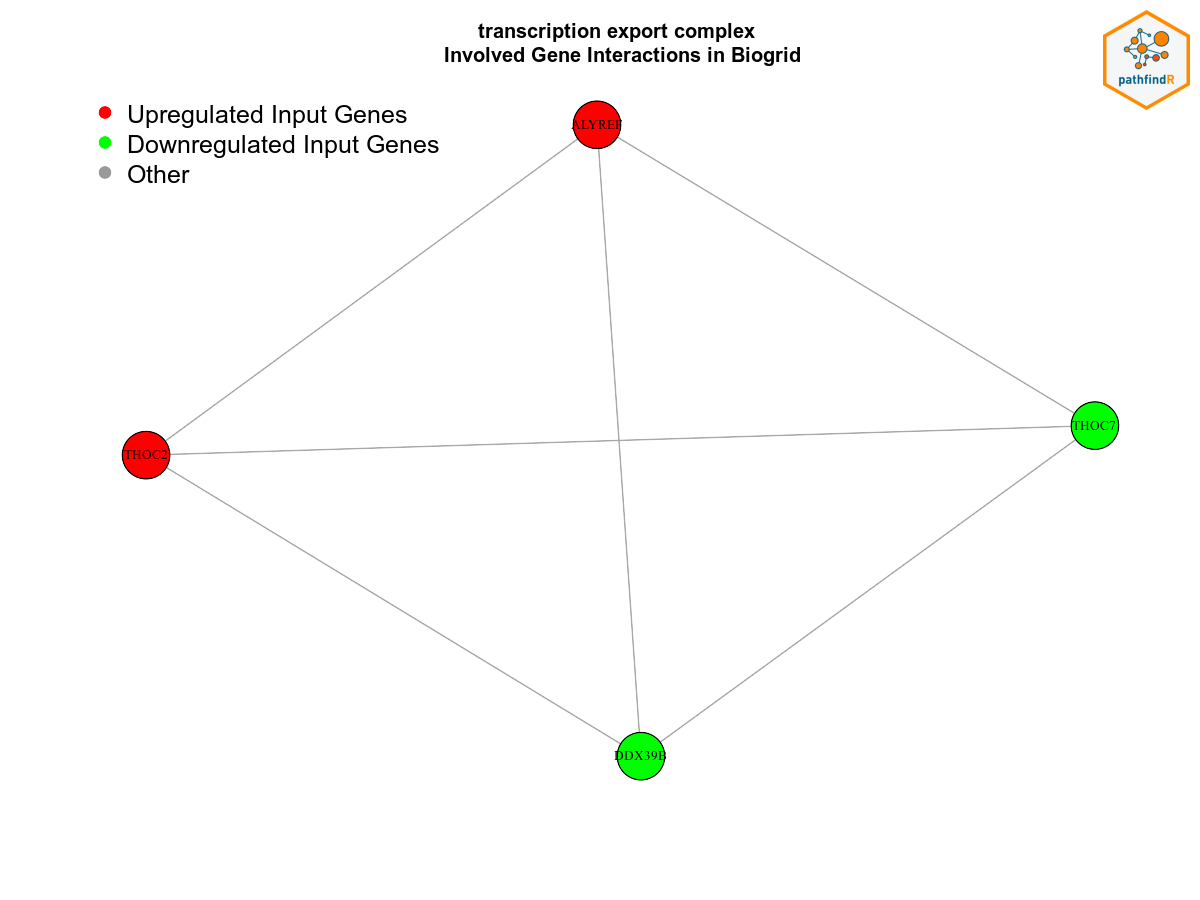 transcription export complex
Involved Gene Interactions in Biogrid
pathfindR
Upregulated Input Genes
Downregulated Input Genes
Other
ALYREF
THOC7
THOC2
DDX39B